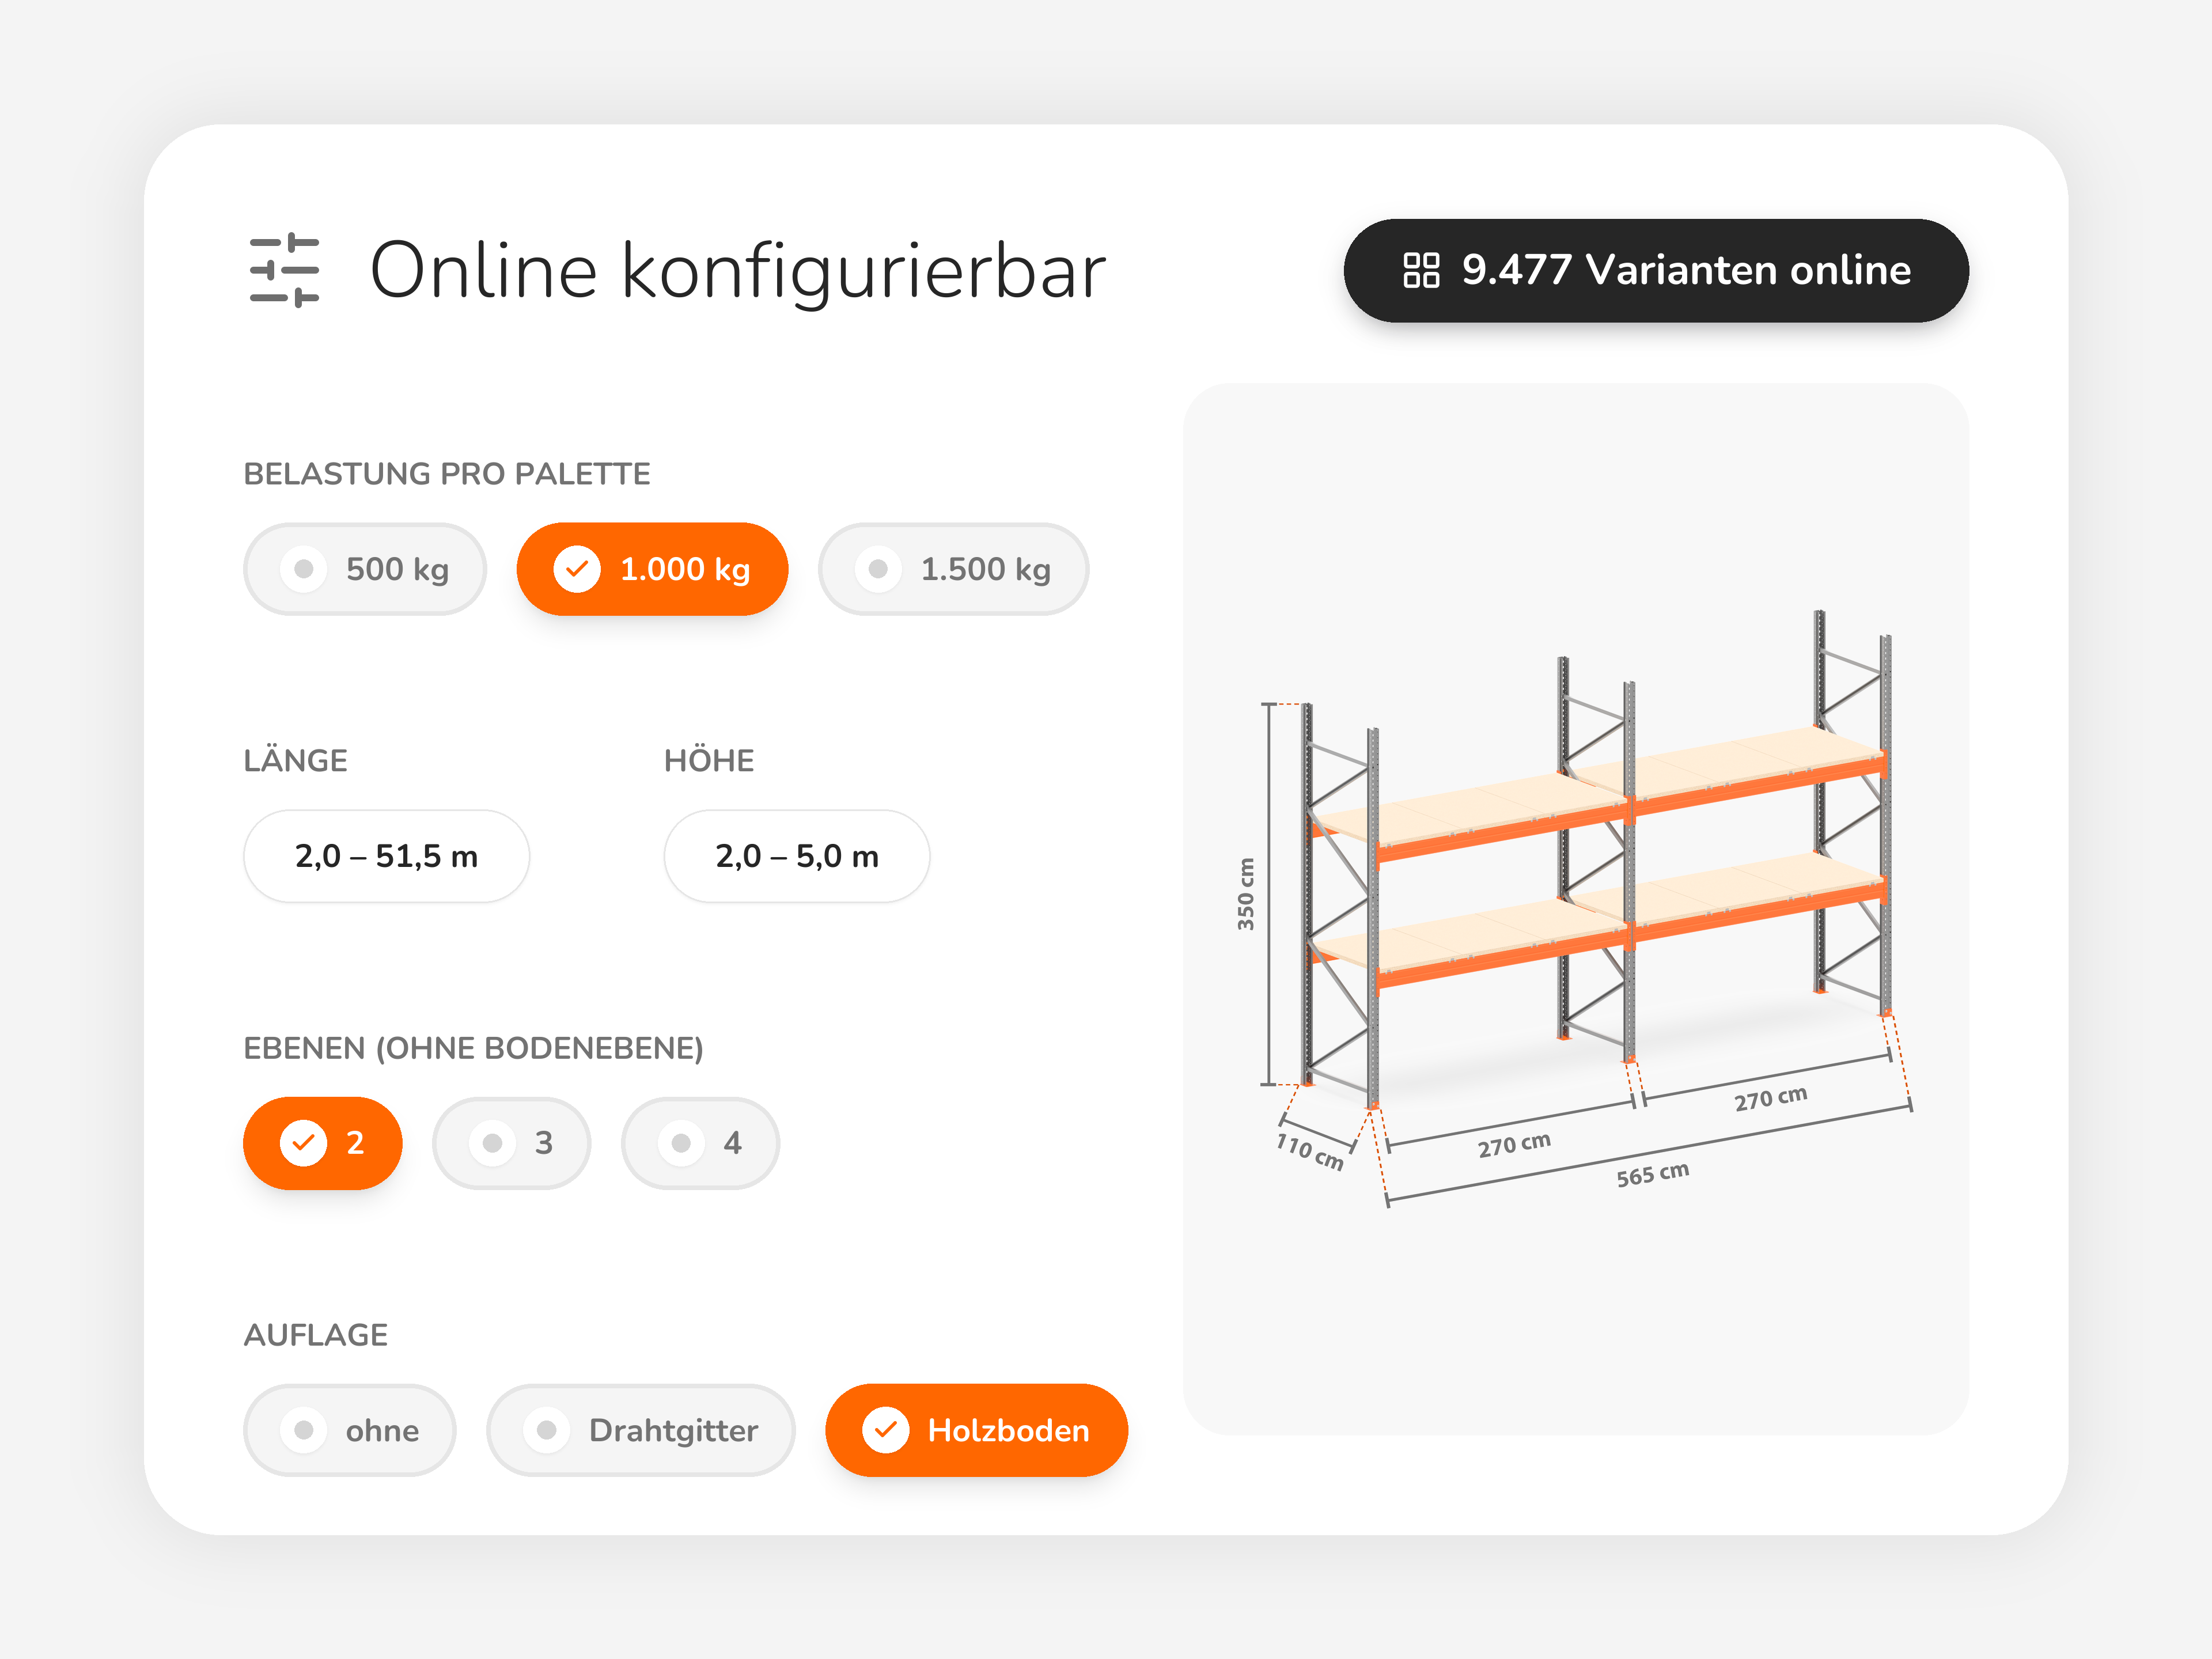 Online konfigurierbar
9.477 Varianten online
BELASTUNG PRO PALETTE
500 kg
1.000 kg
1.500 kg
LÄNGE
HÖHE
2,0 – 51,5 m
2,0 – 5,0 m
EBENEN (OHNE BODENEBENE)
2
3
4
AUFLAGE
ohne
Drahtgitter
Holzboden
350 cm
110 cm
270 cm
270 cm
565 cm